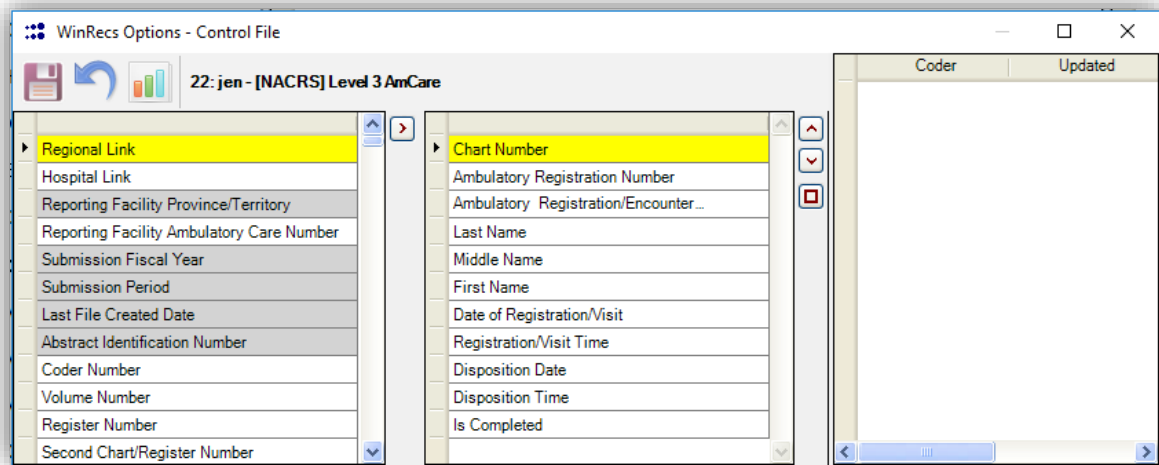 WinRecs Options - Control File
22: jen - [NACRS] Level 3 AmCare
Coder Updated
Regional Link
Hospital Link
Reporting Facility Province/Territory
Reporting Facility Ambulatory Care Number
Submission Fiscal Year
Submission Period
Last File Created Date
Abstract Identification Number
Coder Number
Volume Number
Register Number
Second Chart/Register Number
Chart Number
Ambulatory Registration Number
Ambulatory Registration/Encounter...
Last Name
Middle Name
First Name
Date of Registration/Visit
Registration/Visit Time
Disposition Date
Disposition Time
Is Completed